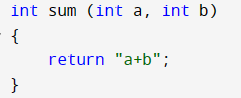 int sum (int a, int b)
{
    return "a+b";
}